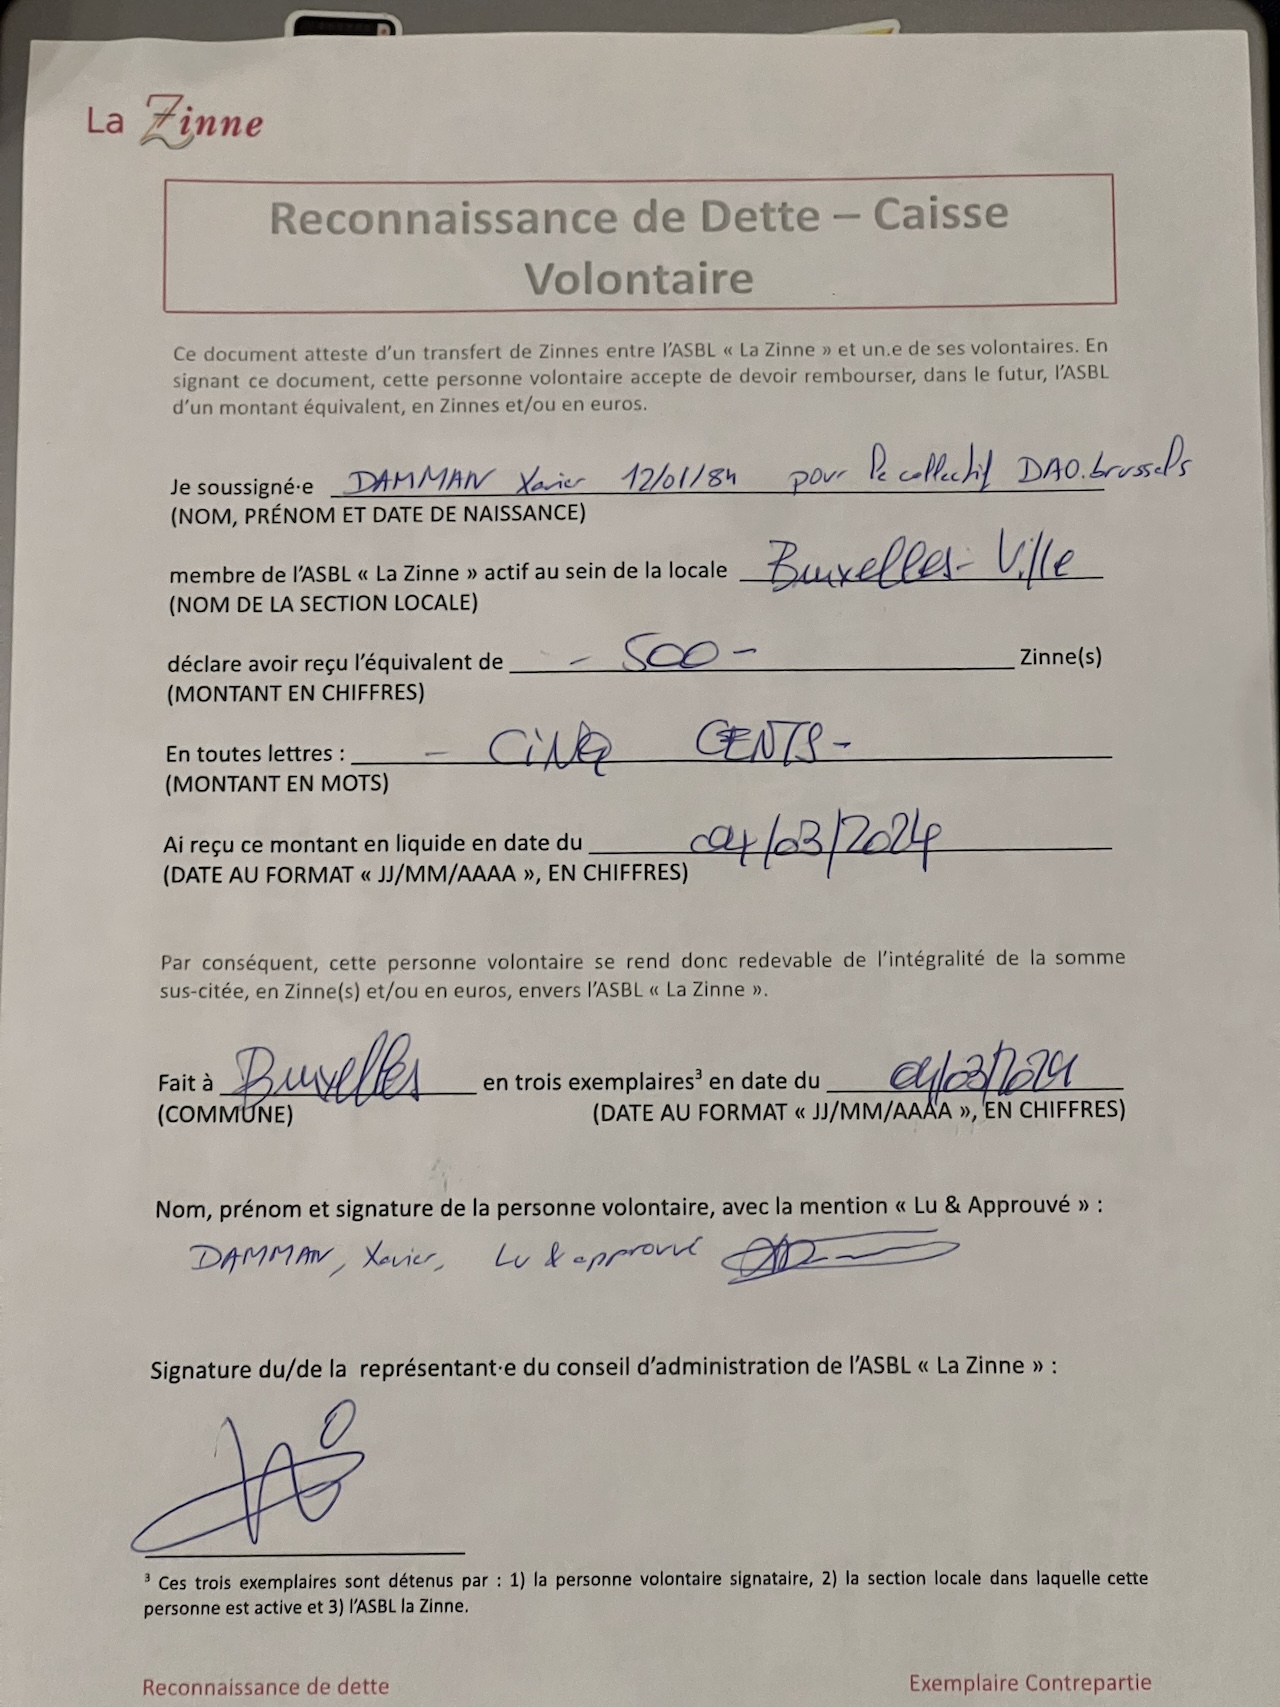 La Zinne
Reconnaissance de Dette – Caisse
Volontaire
Ce document atteste d'un transfert de Zinnes entre l'ASBL « La Zinne » et un.e de ses volontaires. En
signant ce document, cette personne volontaire accepte de devoir rembourser, dans le futur, l'ASBL
d'un montant équivalent, en Zinnes et/ou en euros.
Je soussigné·e DAMMAN Xavier 12/01/84 pour le collectif DAO.brussels
(NOM, PRÉNOM ET DATE DE NAISSANCE)
membre de l'ASBL « La Zinne » actif au sein de la locale Bruxelles-Ville
(NOM DE LA SECTION LOCALE)
déclare avoir reçu l'équivalent de - 500 - Zinne(s)
(MONTANT EN CHIFFRES)
En toutes lettres : - CiNQ CENTS -
(MONTANT EN MOTS)
Ai reçu ce montant en liquide en date du 04/03/2024
(DATE AU FORMAT « JJ/MM/AAAA », EN CHIFFRES)
Par conséquent, cette personne volontaire se rend donc redevable de l'intégralité de la somme
sus-citée, en Zinne(s) et/ou en euros, envers l'ASBL « La Zinne ».
Fait à Bruxelles en trois exemplaires³ en date du 04/03/2024
(COMMUNE) (DATE AU FORMAT « JJ/MM/AAAA », EN CHIFFRES)
Nom, prénom et signature de la personne volontaire, avec la mention « Lu & Approuvé » :
DAMMAN, Xavier, Lu & approuvé
Signature du/de la représentant·e du conseil d'administration de l'ASBL « La Zinne » :
³ Ces trois exemplaires sont détenus par : 1) la personne volontaire signataire, 2) la section locale dans laquelle cette
personne est active et 3) l'ASBL la Zinne.
Reconnaissance de dette Exemplaire Contrepartie